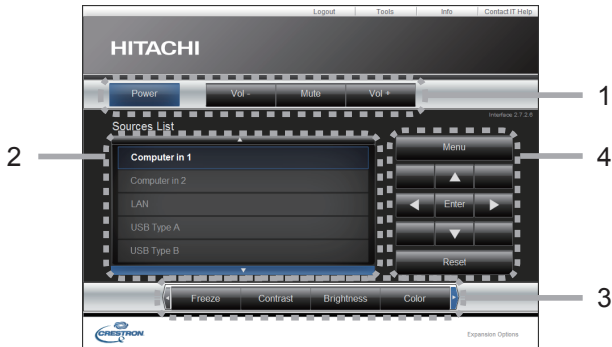 Logout Tools Info Contact IT Help
HITACHI
Power Vol - Mute Vol +
1
Interface 2.7.2.6
Sources List
2
Computer in 1
Computer in 2
LAN
USB Type A
USB Type B
Menu
4
Enter
Reset
Freeze Contrast Brightness Color
3
CRESTRON
Expansion Options